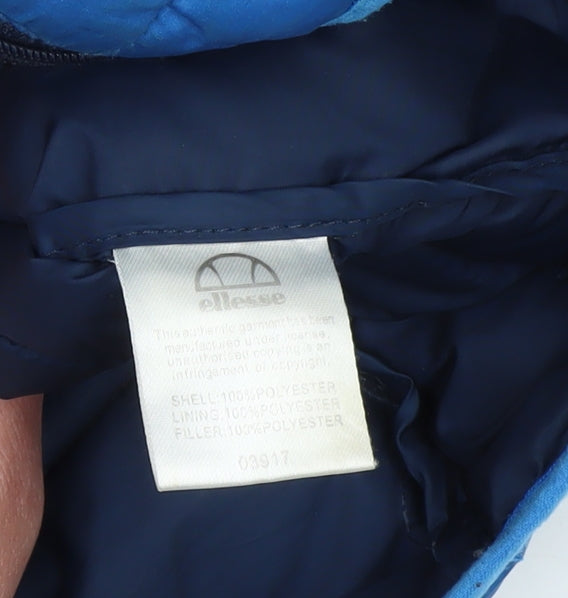 ellesse
This authentic garment has been
manufactured under license,
unauthorised copying is an
infringement of copyright.
SHELL:100%POLYESTER
LINING:100%POLYESTER
FILLER:100%POLYESTER
03917